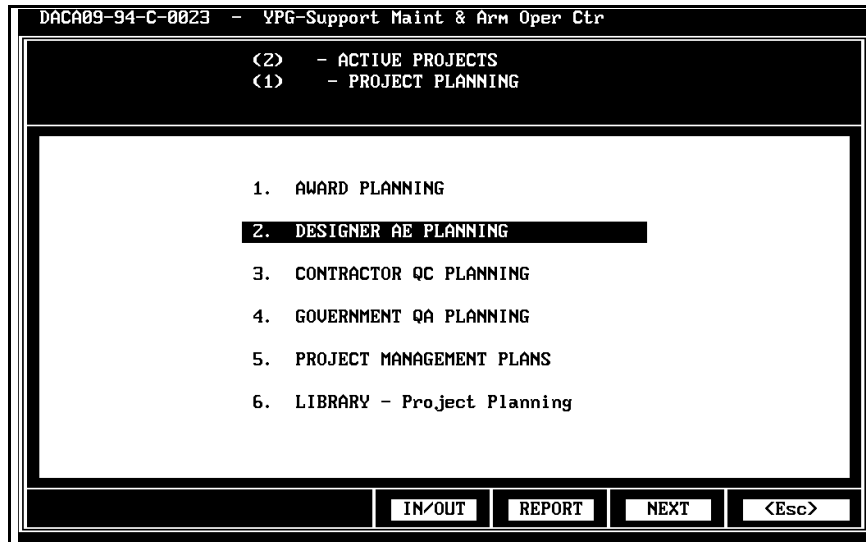 DACA09-94-C-0023 - YPG-Support Maint & Arm Oper Ctr
(2) - ACTIVE PROJECTS
(1) - PROJECT PLANNING
1. AWARD PLANNING
2. DESIGNER AE PLANNING
3. CONTRACTOR QC PLANNING
4. GOVERNMENT QA PLANNING
5. PROJECT MANAGEMENT PLANS
6. LIBRARY - Project Planning
IN/OUT REPORT NEXT <Esc>